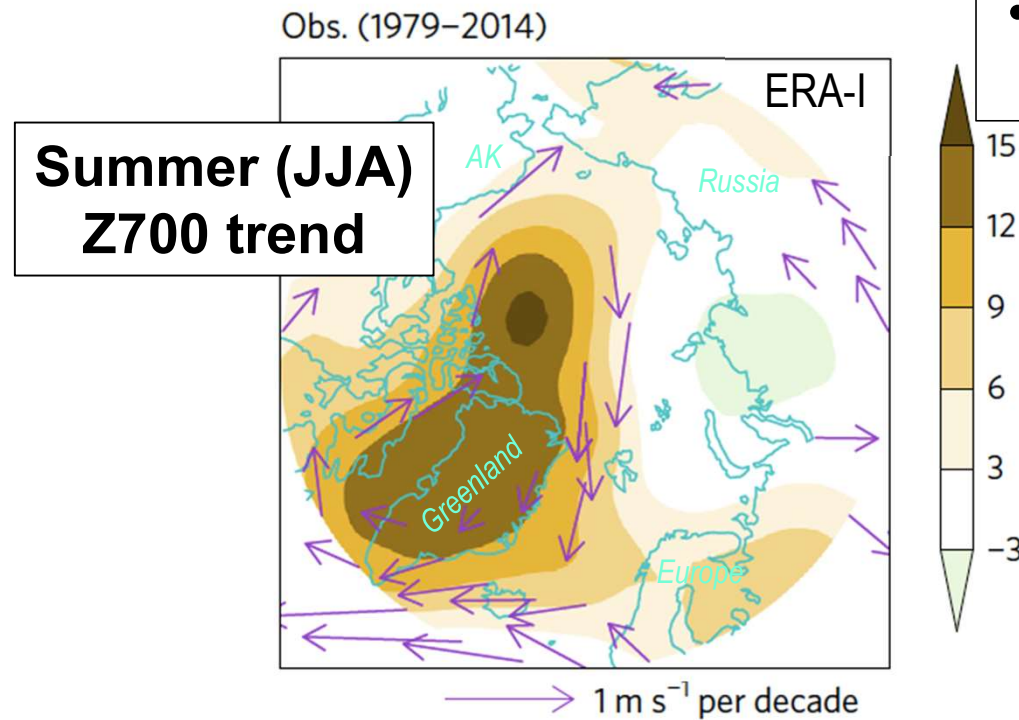 Obs. (1979–2014)
ERA-I
Summer (JJA)
Z700 trend
AK
Russia
Greenland
Europe
15
12
9
6
3
−3
1 m s⁻¹ per decade